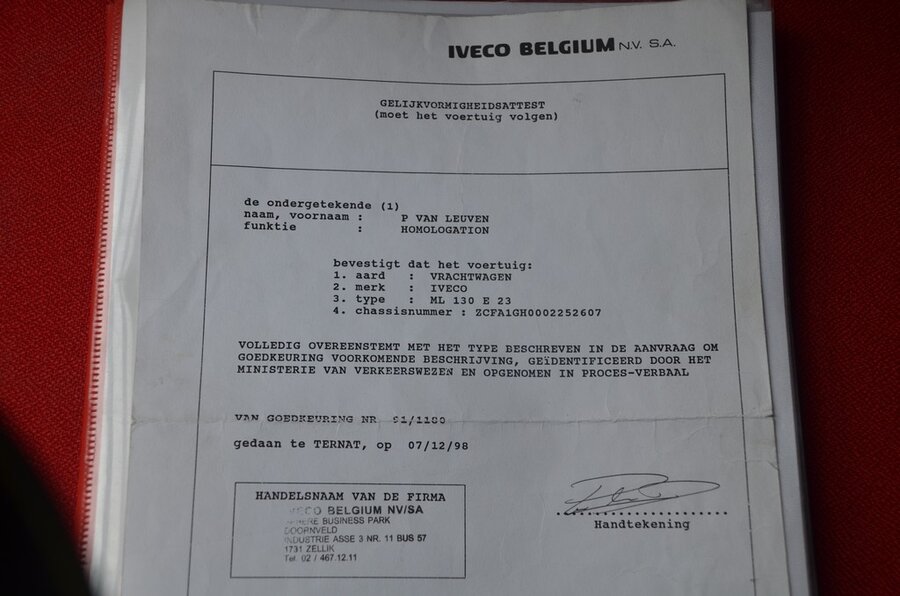 IVECO BELGIUM N.V. S.A.
GELIJKVORMIGHEIDSATTEST
(moet het voertuig volgen)
de ondergetekende (1)
naam, voornaam : P VAN LEUVEN
funktie : HOMOLOGATION
bevestigt dat het voertuig:
1. aard : VRACHTWAGEN
2. merk : IVECO
3. type : ML 130 E 23
4. chassisnummer : ZCFA1GH0002252607
VOLLEDIG OVEREENSTEMT MET HET TYPE BESCHREVEN IN DE AANVRAAG OM
GOEDKEURING VOORKOMENDE BESCHRIJVING, GEÏDENTIFICEERD DOOR HET
MINISTERIE VAN VERKEERSWEZEN EN OPGENOMEN IN PROCES-VERBAAL
VAN GOEDKEURING NR.
gedaan te TERNAT, op 07/12/98
HANDELSNAAM VAN DE FIRMA
BELGIUM NV/SA
BUSINESS PARK
DOORNVELD
INDUSTRIE ASSE 3 NR. 11 BUS 57
1731 ZELLIK
Tel. 02 / 467.12.11
Handtekening